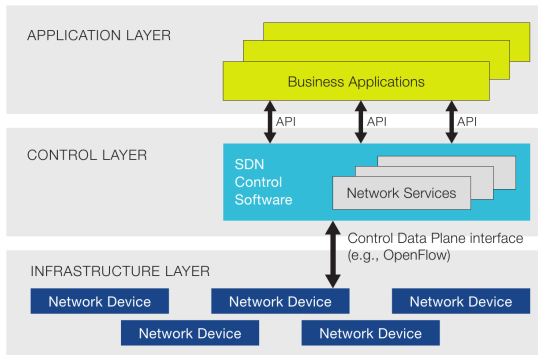 APPLICATION LAYER
Business Applications
API
API
API
CONTROL LAYER
SDN
Control
Software
Network Services
Control Data Plane interface
(e.g., OpenFlow)
INFRASTRUCTURE LAYER
Network Device
Network Device
Network Device
Network Device
Network Device